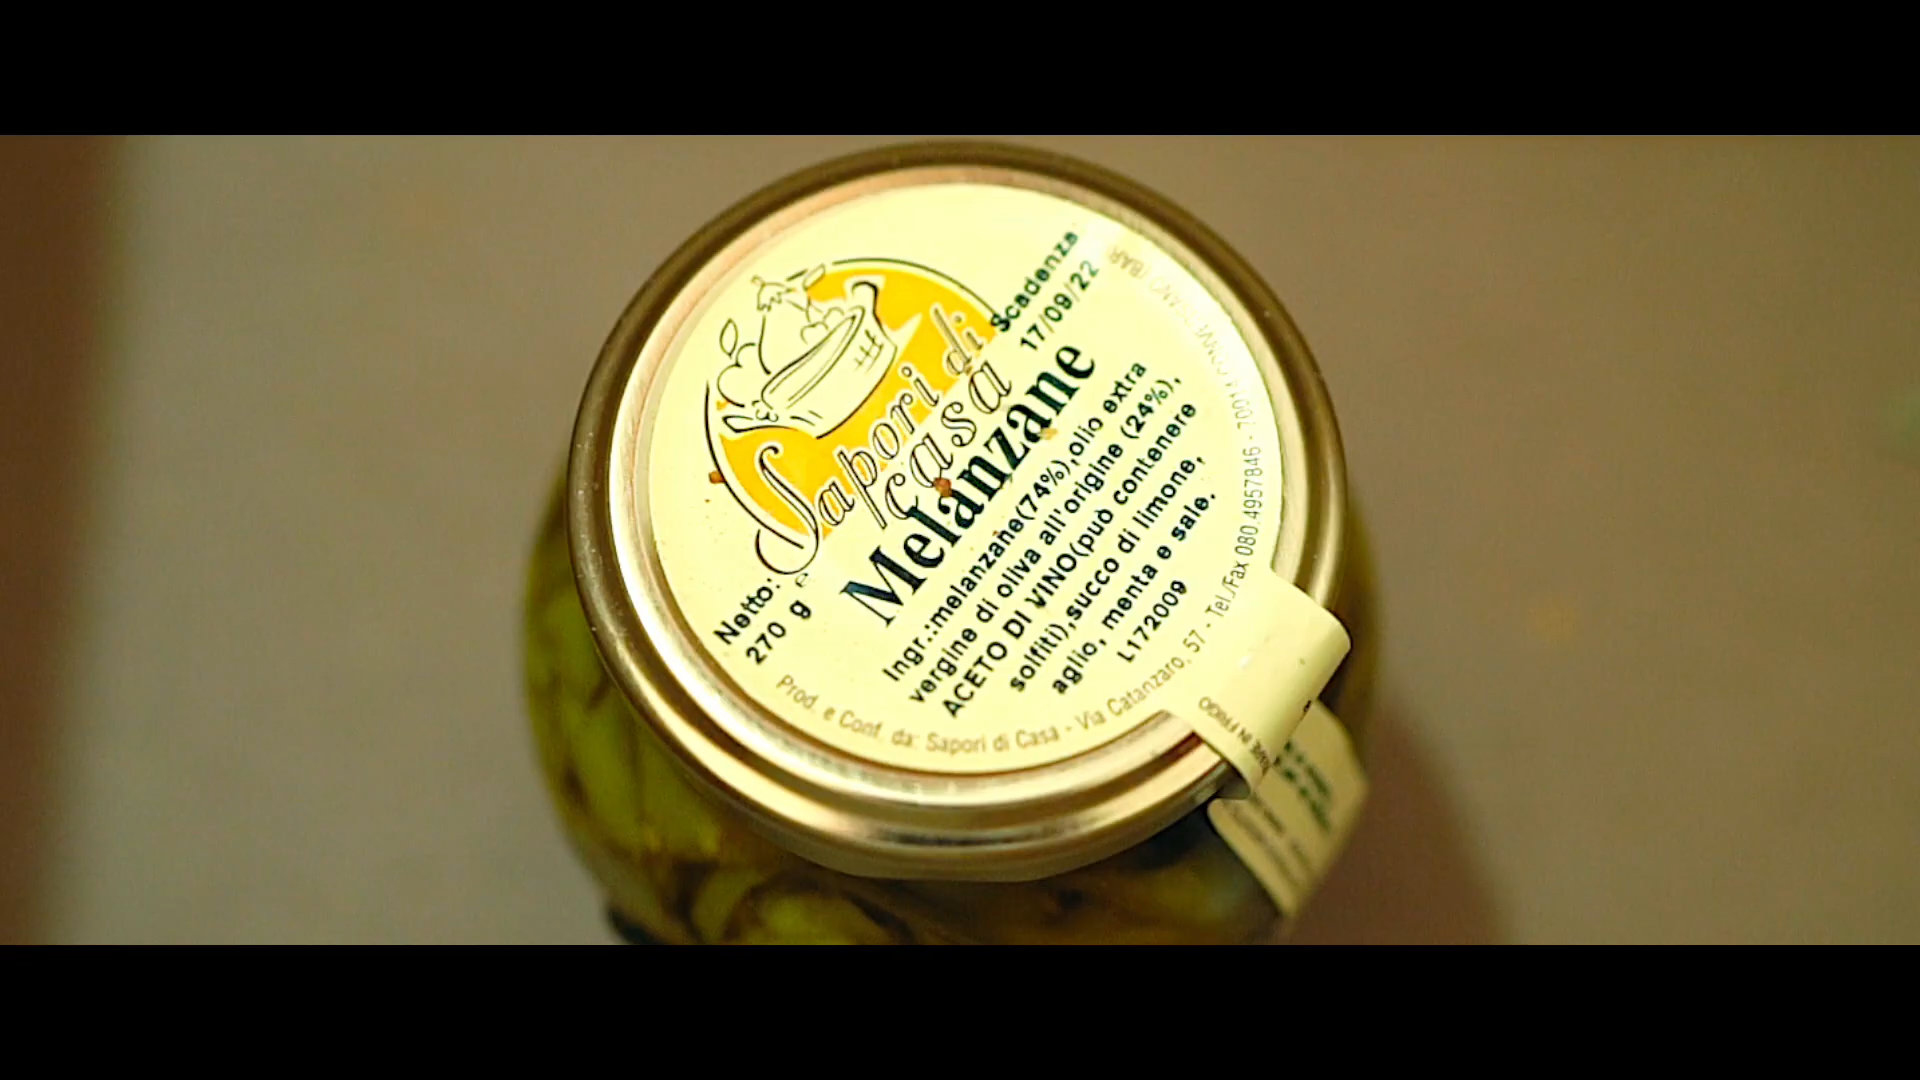 Sapori di
casa
Scadenza
17/09/22
Melanzane
Netto:
270 g e
Ingr.:melanzane(74%),olio extra
vergine di oliva all'origine (24%),
ACETO DI VINO(può contenere
solfiti),succo di limone,
aglio, menta e sale.
L172009
Prod. e Conf. da: Sapori di Casa - Via Catanzaro, 57 - Tel./Fax 080.4957846 -